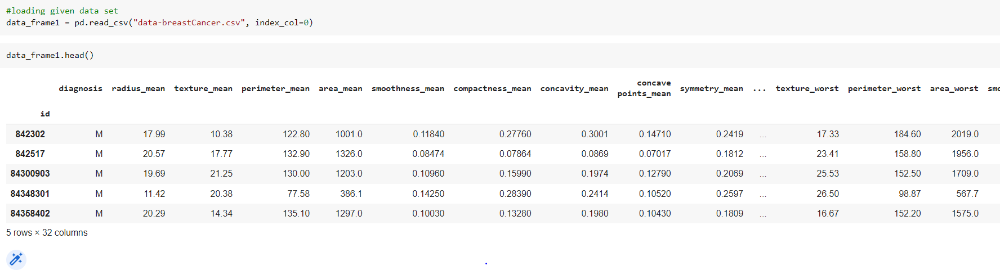 #loading given data set
data_frame1 = pd.read_csv("data-breastCancer.csv", index_col=0)
data_frame1.head()
diagnosis radius_mean texture_mean perimeter_mean area_mean smoothness_mean compactness_mean concavity_mean concave points_mean symmetry_mean ... texture_worst perimeter_worst area_worst smo
id
842302 M 17.99 10.38 122.80 1001.0 0.11840 0.27760 0.3001 0.14710 0.2419 ... 17.33 184.60 2019.0
842517 M 20.57 17.77 132.90 1326.0 0.08474 0.07864 0.0869 0.07017 0.1812 ... 23.41 158.80 1956.0
84300903 M 19.69 21.25 130.00 1203.0 0.10960 0.15990 0.1974 0.12790 0.2069 ... 25.53 152.50 1709.0
84348301 M 11.42 20.38 77.58 386.1 0.14250 0.28390 0.2414 0.10520 0.2597 ... 26.50 98.87 567.7
84358402 M 20.29 14.34 135.10 1297.0 0.10030 0.13280 0.1980 0.10430 0.1809 ... 16.67 152.20 1575.0
5 rows × 32 columns